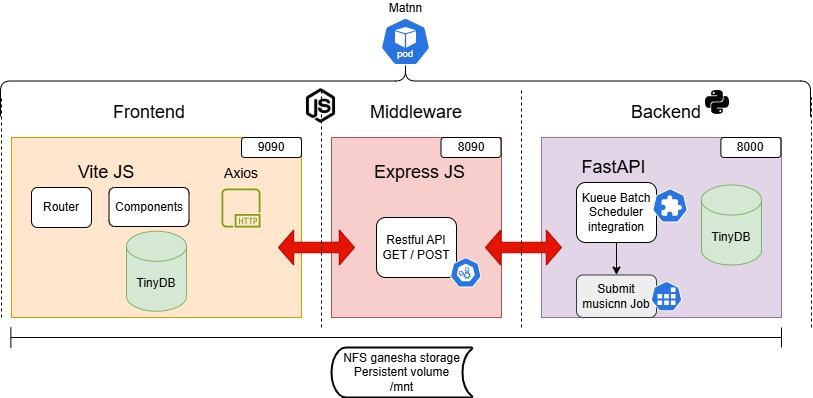 Matnn
pod
Frontend
JS
Middleware
Backend
9090
8090
8000
Vite JS
Axios
Express JS
FastAPI
Router
Components
HTTP
TinyDB
Restful API
GET / POST
Kueue Batch
Scheduler
integration
TinyDB
Submit
musicnn Job
NFS ganesha storage
Persistent volume
/mnt